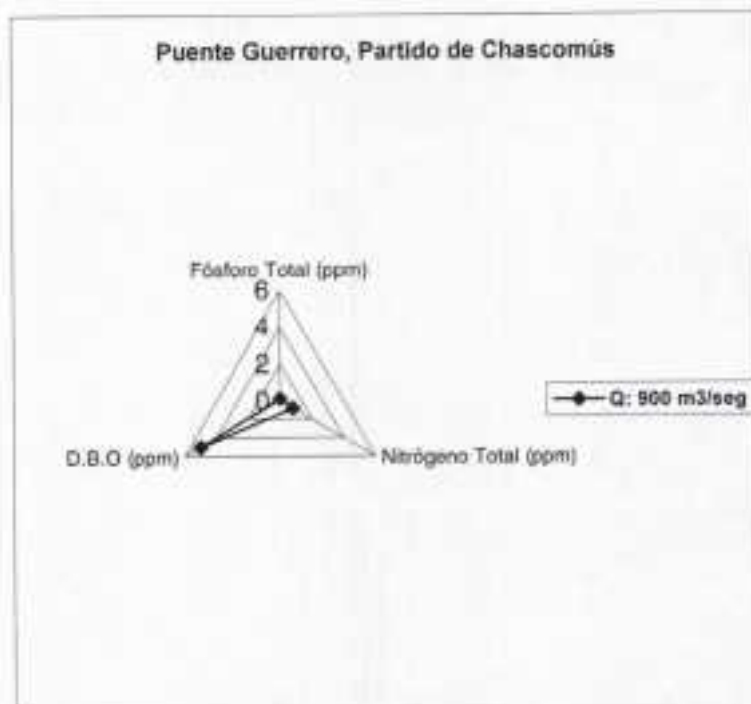 Puente Guerrero, Partido de Chascomús
Fósforo Total (ppm)
6
4
2
0
Q: 900 m3/seg
D.B.O (ppm)
Nitrógeno Total (ppm)